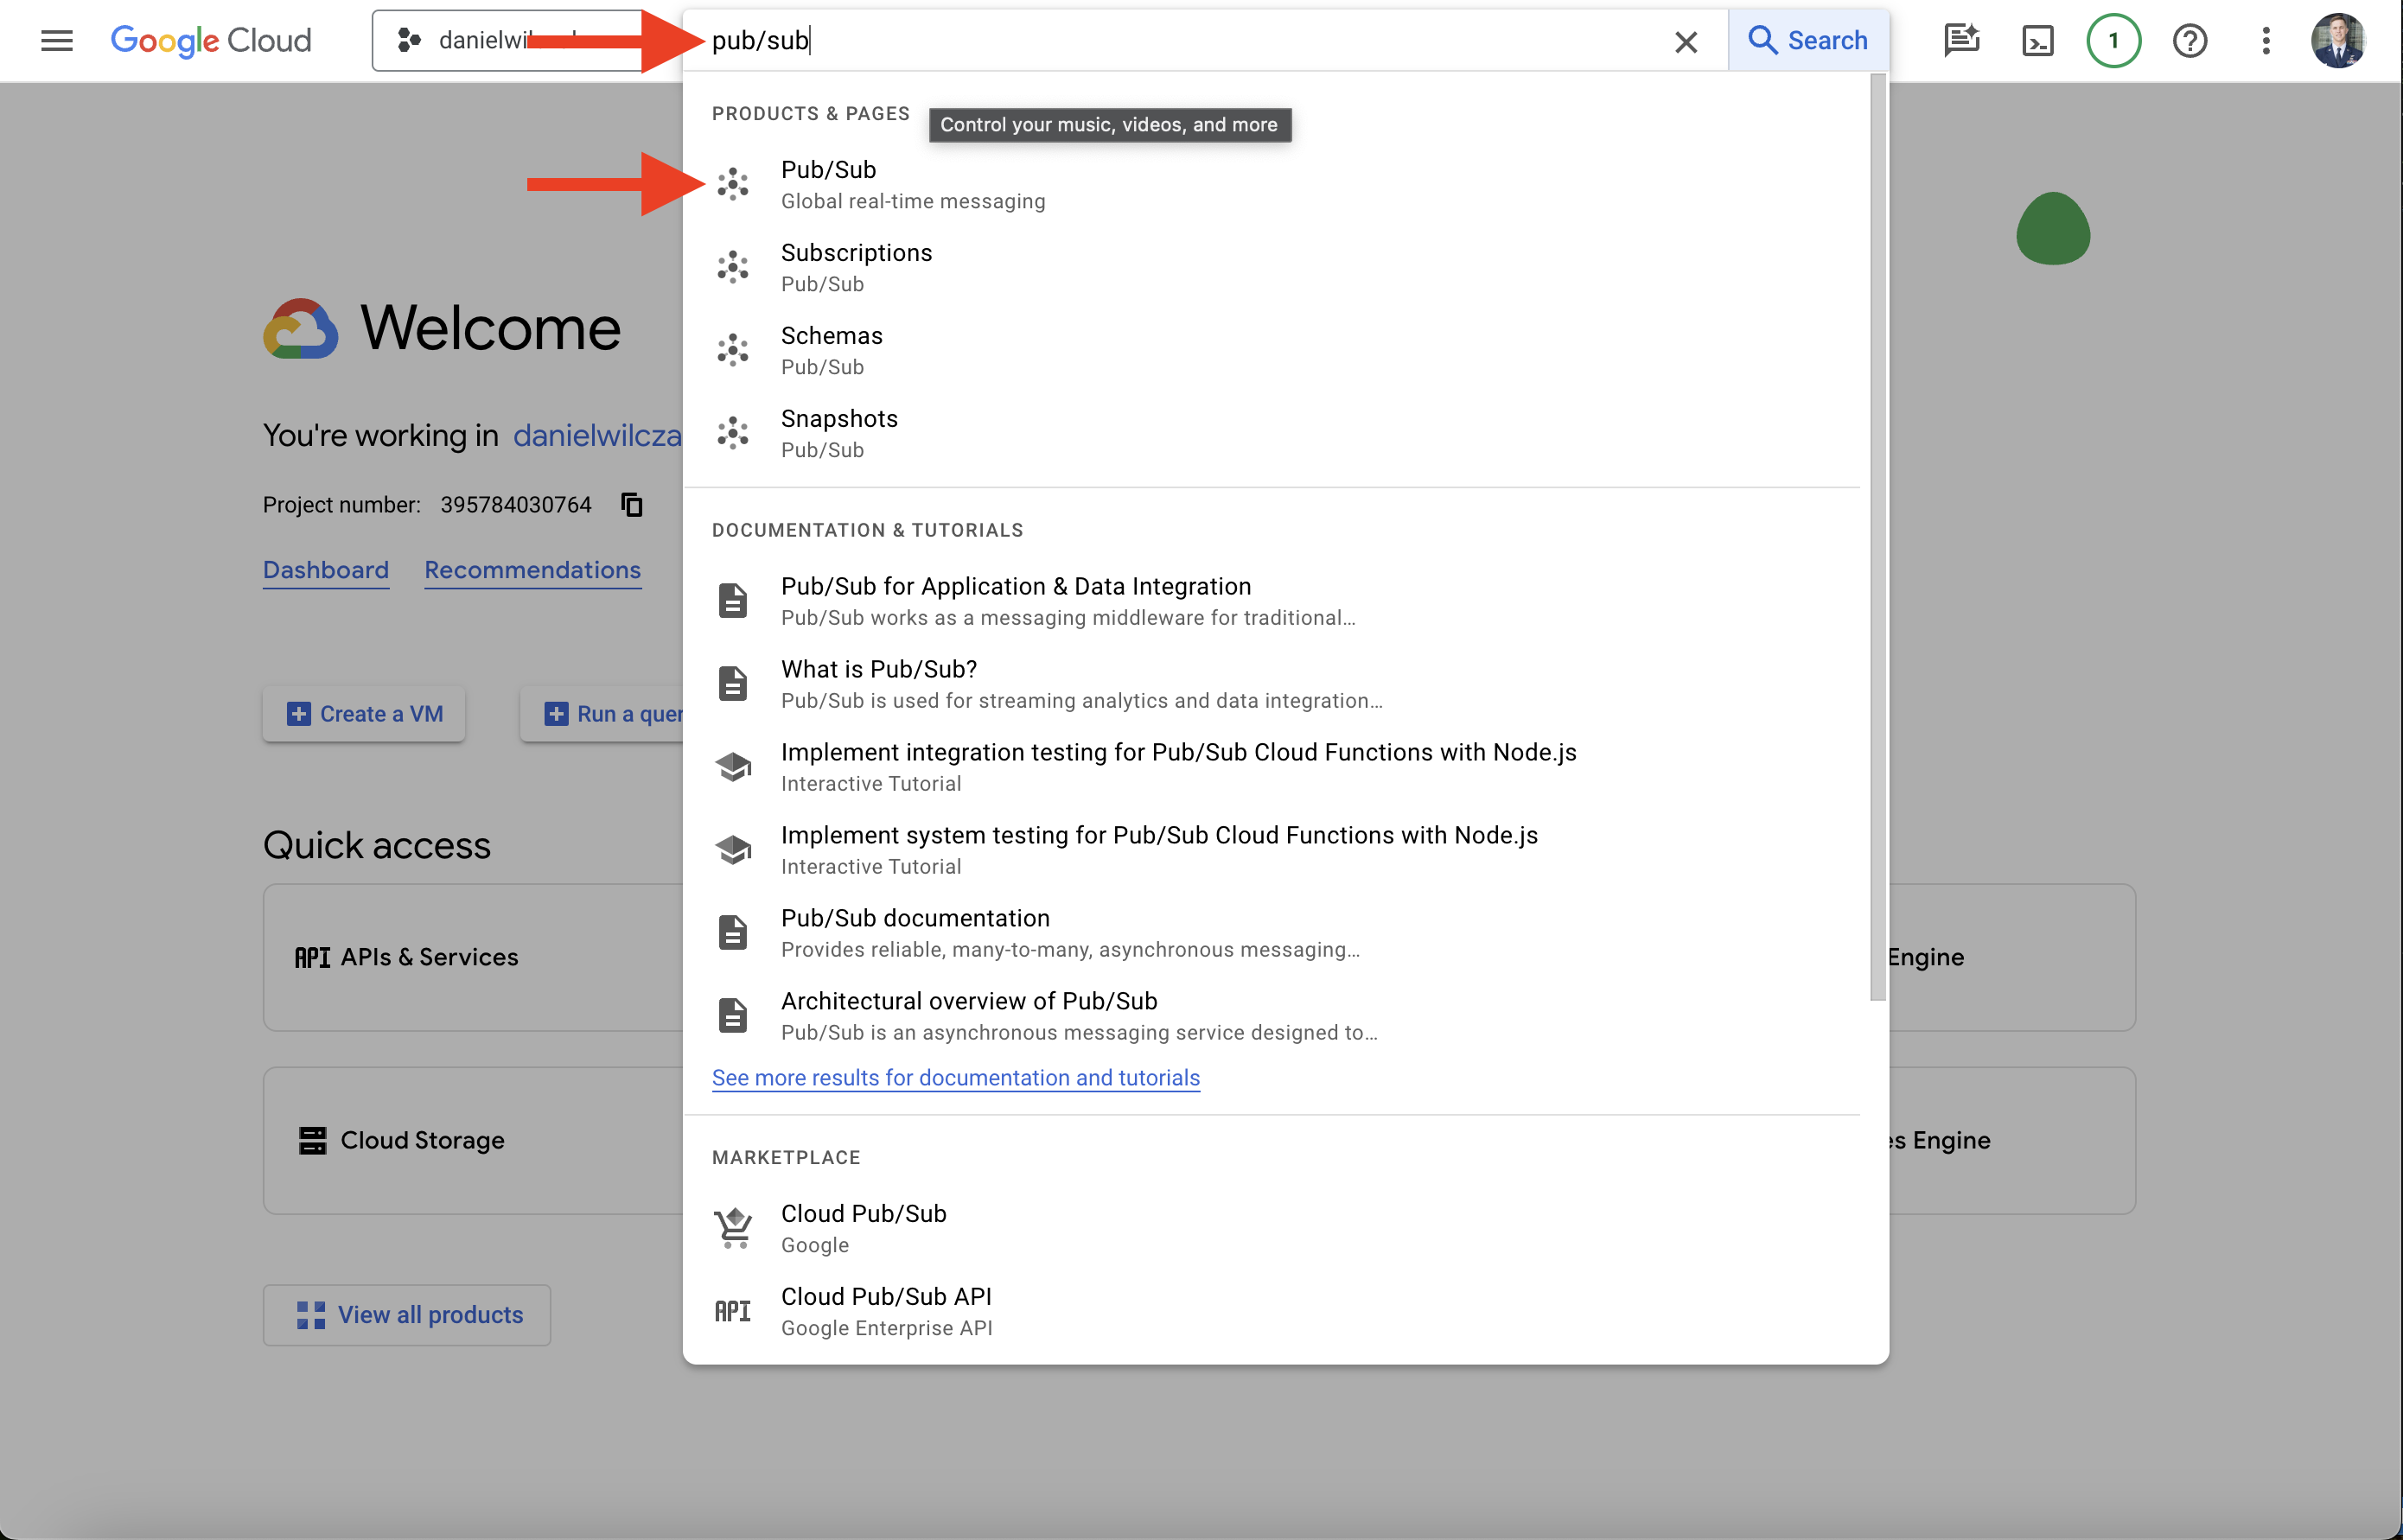 Google Cloud
pub/sub
Search
1
PRODUCTS & PAGES
Control your music, videos, and more
Pub/Sub
Global real-time messaging
Subscriptions
Pub/Sub
Schemas
Pub/Sub
Snapshots
Pub/Sub
DOCUMENTATION & TUTORIALS
Pub/Sub for Application & Data Integration
Pub/Sub works as a messaging middleware for traditional…
What is Pub/Sub?
Pub/Sub is used for streaming analytics and data integration…
Implement integration testing for Pub/Sub Cloud Functions with Node.js
Interactive Tutorial
Implement system testing for Pub/Sub Cloud Functions with Node.js
Interactive Tutorial
Pub/Sub documentation
Provides reliable, many-to-many, asynchronous messaging…
Architectural overview of Pub/Sub
Pub/Sub is an asynchronous messaging service designed to…
See more results for documentation and tutorials
MARKETPLACE
Cloud Pub/Sub
Google
API Cloud Pub/Sub API
Google Enterprise API
Welcome
You're working in danielwilcza
Project number: 395784030764
Dashboard Recommendations
Create a VM
Run a quer
Quick access
API APIs & Services
Engine
Cloud Storage
es Engine
View all products